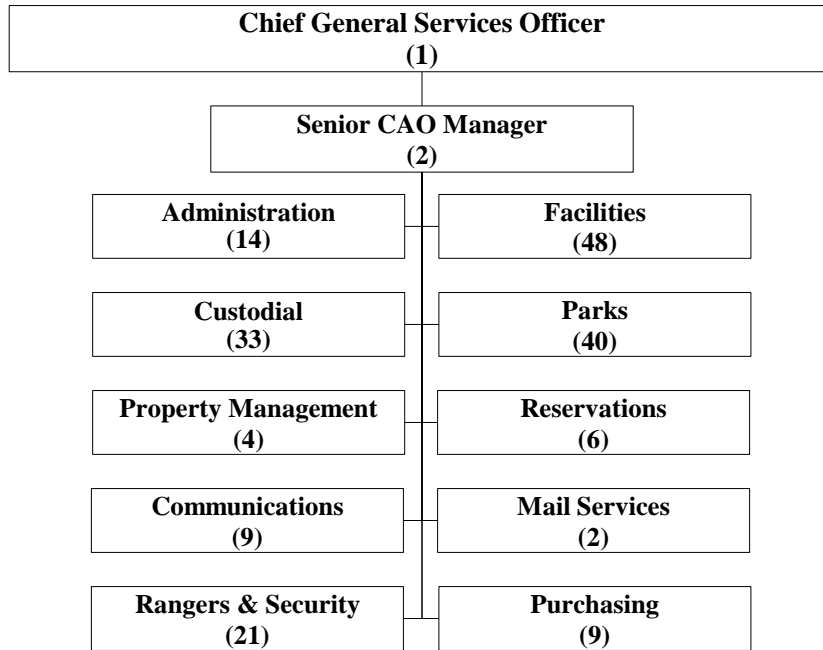 Chief General Services Officer
(1)
Senior CAO Manager
(2)
Administration
(14)
Facilities
(48)
Custodial
(33)
Parks
(40)
Property Management
(4)
Reservations
(6)
Communications
(9)
Mail Services
(2)
Rangers & Security
(21)
Purchasing
(9)